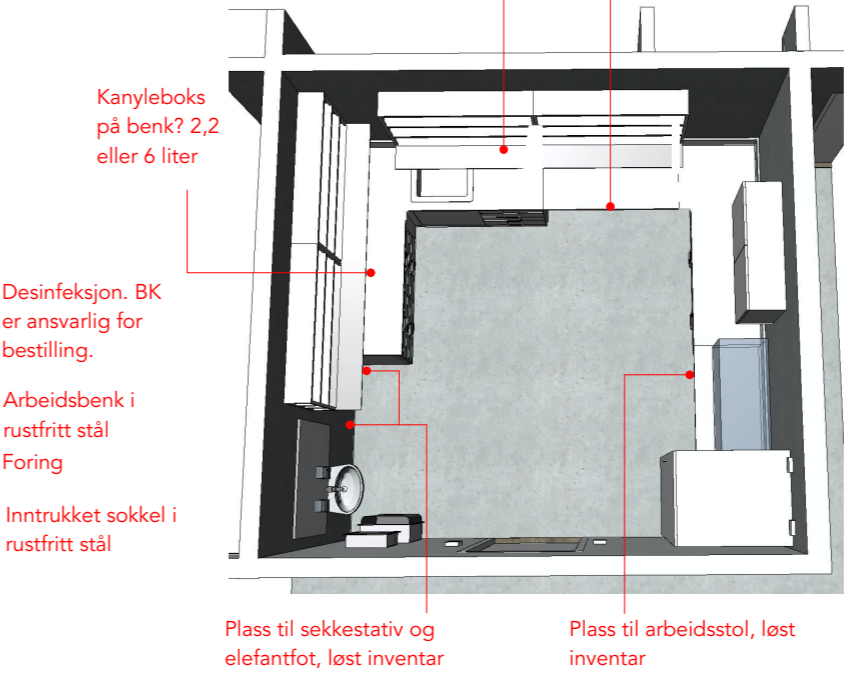 Kanyleboks
på benk? 2,2
eller 6 liter
Desinfeksjon. BK
er ansvarlig for
bestilling.
Arbeidsbenk i
rustfritt stål
Foring
Inntrukket sokkel i
rustfritt stål
Plass til sekkestativ og
elefantfot, løst inventar
Plass til arbeidsstol, løst
inventar